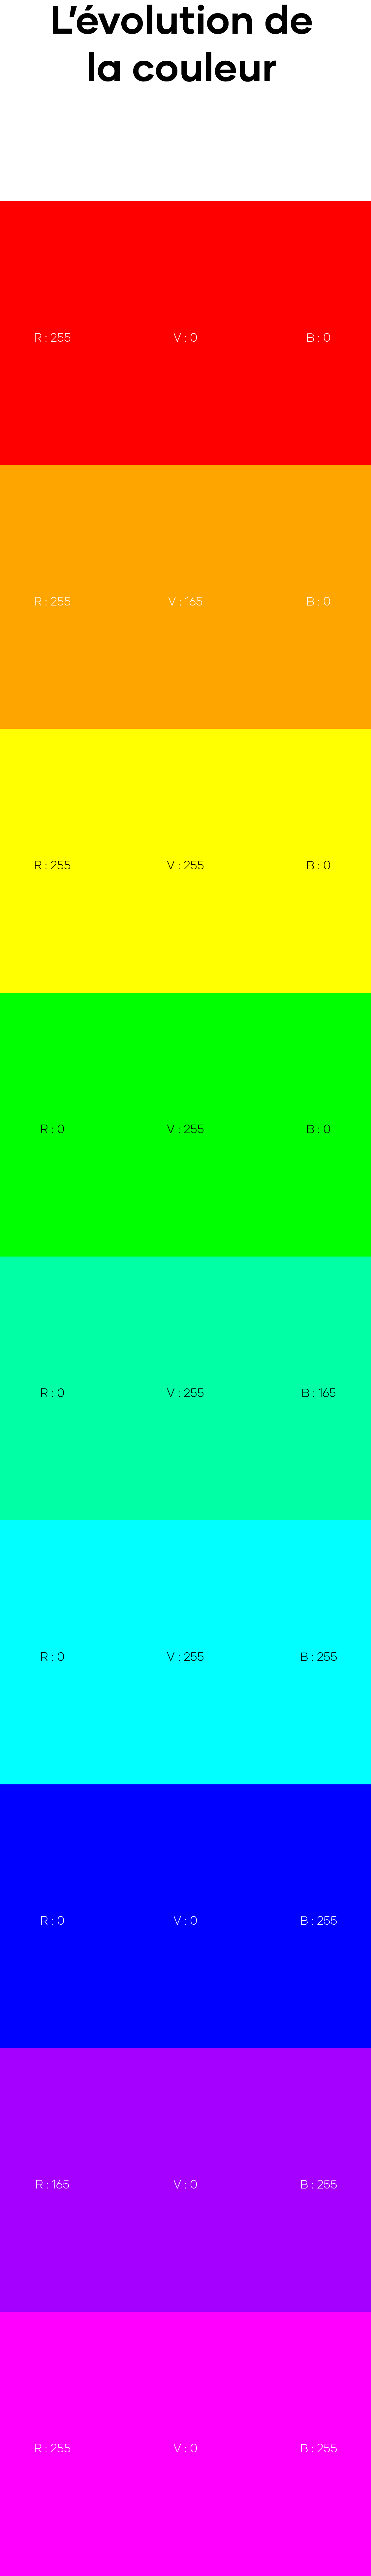 L’évolution de
la couleur
R : 255 V : 0 B : 0
R : 255 V : 165 B : 0
R : 255 V : 255 B : 0
R : 0 V : 255 B : 0
R : 0 V : 255 B : 165
R : 0 V : 255 B : 255
R : 0 V : 0 B : 255
R : 165 V : 0 B : 255
R : 255 V : 0 B : 255